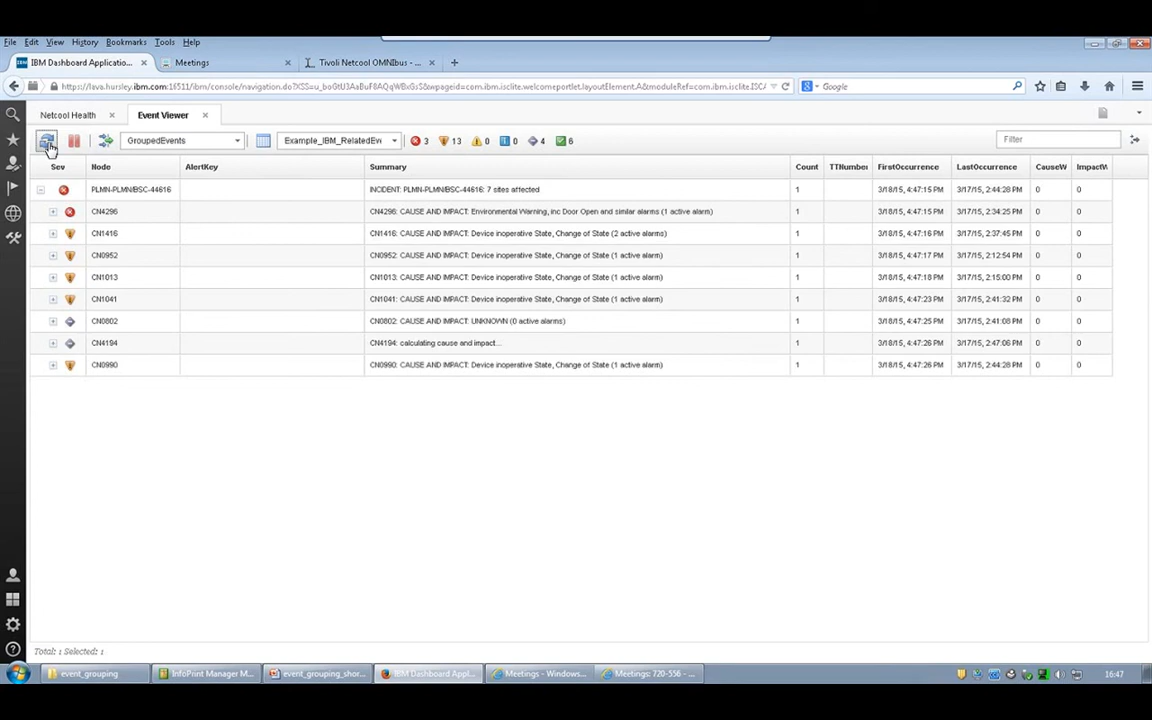 File Edit View History Bookmarks Tools Help
IBM Dashboard Applicatio... Meetings Tivoli Netcool OMNIbus - ...
Google
Netcool Health Event Viewer
GroupedEvents Example_IBM_RelatedEv 3 13 0 0 4 6 Filter
Sev Node AlertKey Summary Count TTNumber FirstOccurrence LastOccurrence CauseW ImpactW
PLMN-PLMN/BSC-44616 INCIDENT: PLMN-PLMN/BSC-44616: 7 sites affected 1 3/18/15, 4:47:15 PM 3/17/15, 2:44:28 PM 0 0
CN4296 CN4296: CAUSE AND IMPACT: Environmental Warning, inc Door Open and similar alarms (1 active alarm) 1 3/18/15, 4:47:15 PM 3/17/15, 2:34:25 PM 0 0
CN1416 CN1416: CAUSE AND IMPACT: Device inoperative State, Change of State (2 active alarms) 1 3/18/15, 4:47:16 PM 3/17/15, 2:37:45 PM 0 0
CN0952 CN0952: CAUSE AND IMPACT: Device inoperative State, Change of State (1 active alarm) 1 3/18/15, 4:47:17 PM 3/17/15, 2:12:54 PM 0 0
CN1013 CN1013: CAUSE AND IMPACT: Device inoperative State, Change of State (1 active alarm) 1 3/18/15, 4:47:18 PM 3/17/15, 2:15:00 PM 0 0
CN1041 CN1041: CAUSE AND IMPACT: Device inoperative State, Change of State (1 active alarm) 1 3/18/15, 4:47:23 PM 3/17/15, 2:41:32 PM 0 0
CN0802 CN0802: CAUSE AND IMPACT: UNKNOWN (0 active alarms) 1 3/18/15, 4:47:25 PM 3/17/15, 2:41:08 PM 0 0
CN4194 CN4194: calculating cause and impact... 1 3/18/15, 4:47:26 PM 3/17/15, 2:47:06 PM 0 0
CN0990 CN0990: CAUSE AND IMPACT: Device inoperative State, Change of State (1 active alarm) 1 3/18/15, 4:47:26 PM 3/17/15, 2:44:28 PM 0 0
Total: 1 Selected: 1
event_grouping InfoPrint Manager M... event_grouping_shor... IBM Dashboard Appl... Meetings - Windows... Meetings: 720-556 - ... 16:47